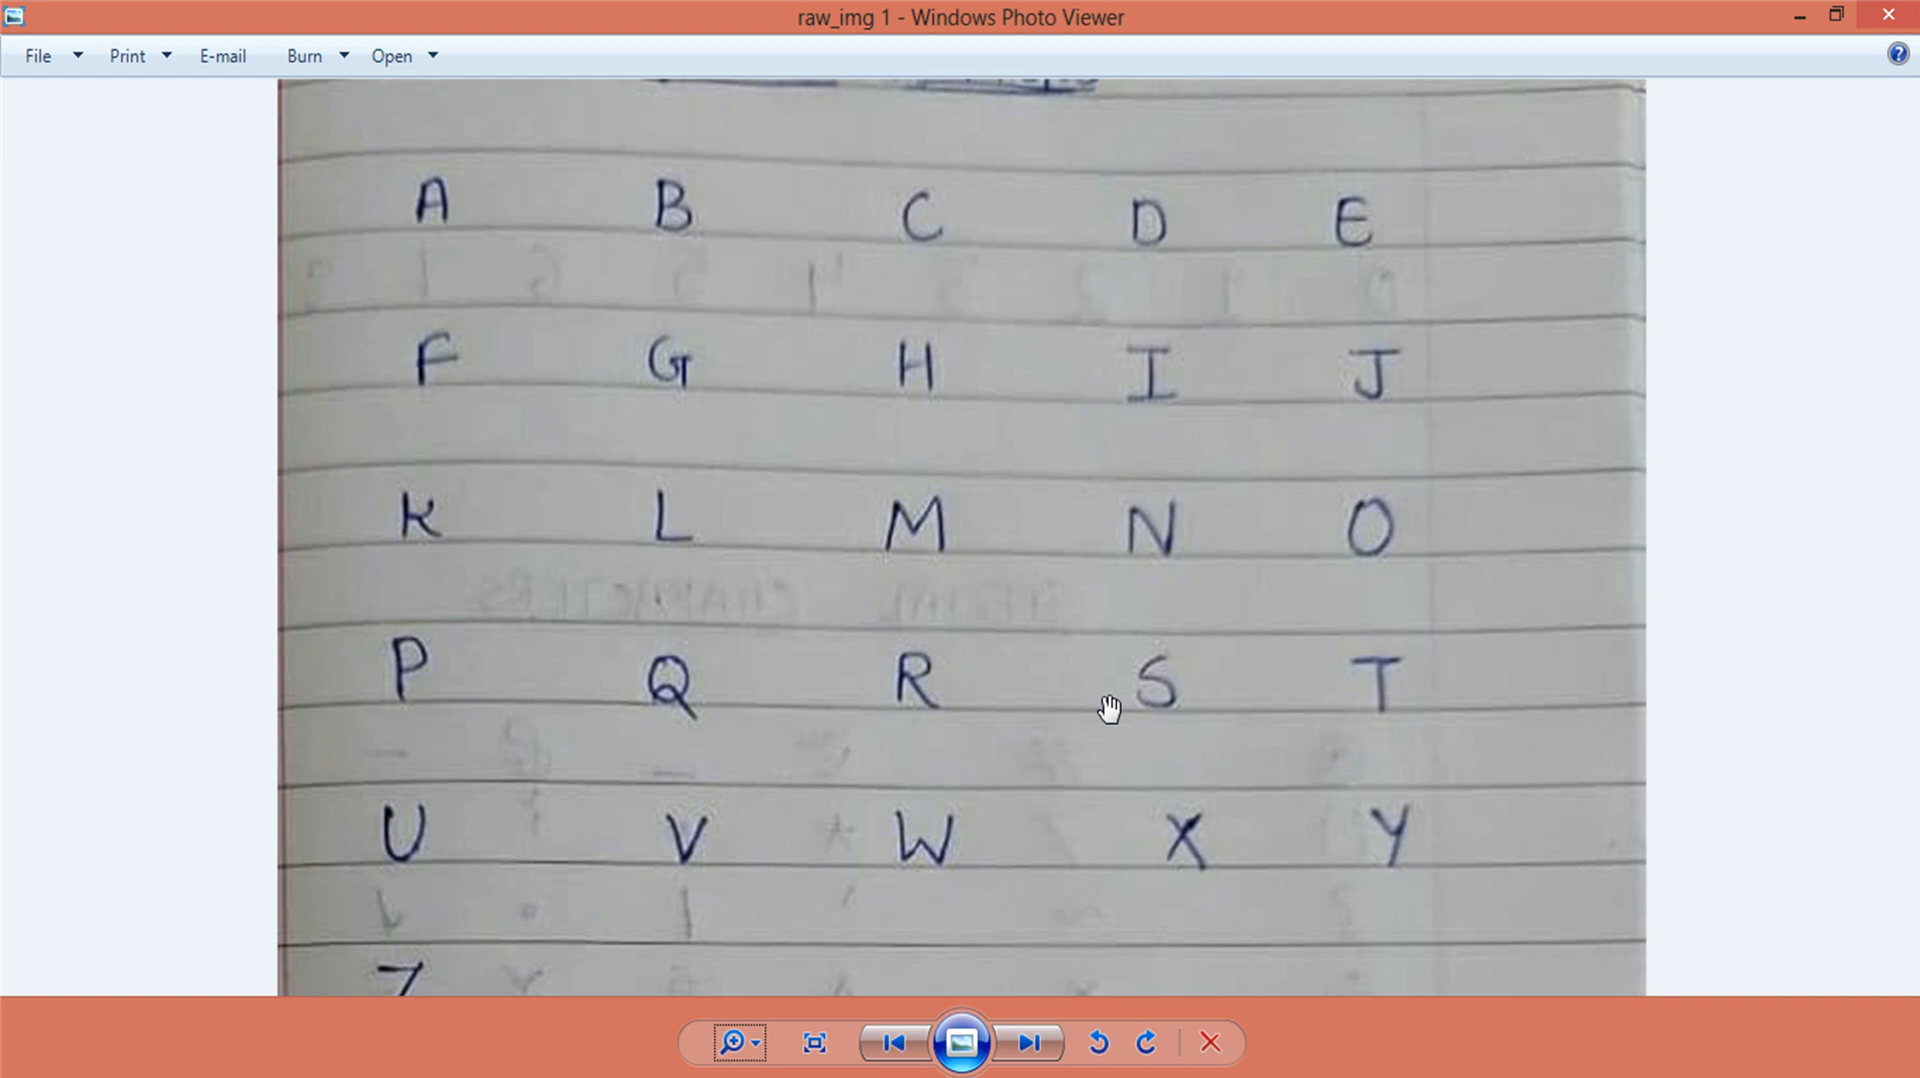 raw_img 1 - Windows Photo Viewer
File Print E-mail Burn Open
A B C D E
F G H I J
K L M N O
P Q R S T
U V W X Y
Z